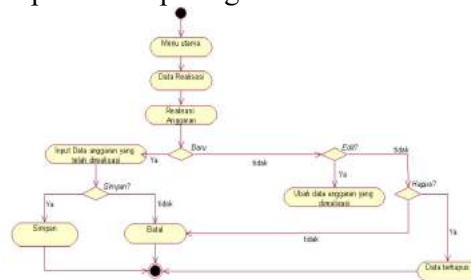 Menu utama
Data Realisasi
Realisasi
Anggaran
Baru
Edit?
tidak
Input Data anggaran yang
telah direalisasi
Ya
tidak
Ya
Hapus?
Simpan?
Ubah data anggaran yang
direalisasi
Ya
tidak
Ya
Simpan
Batal
tidak
Data terhapus